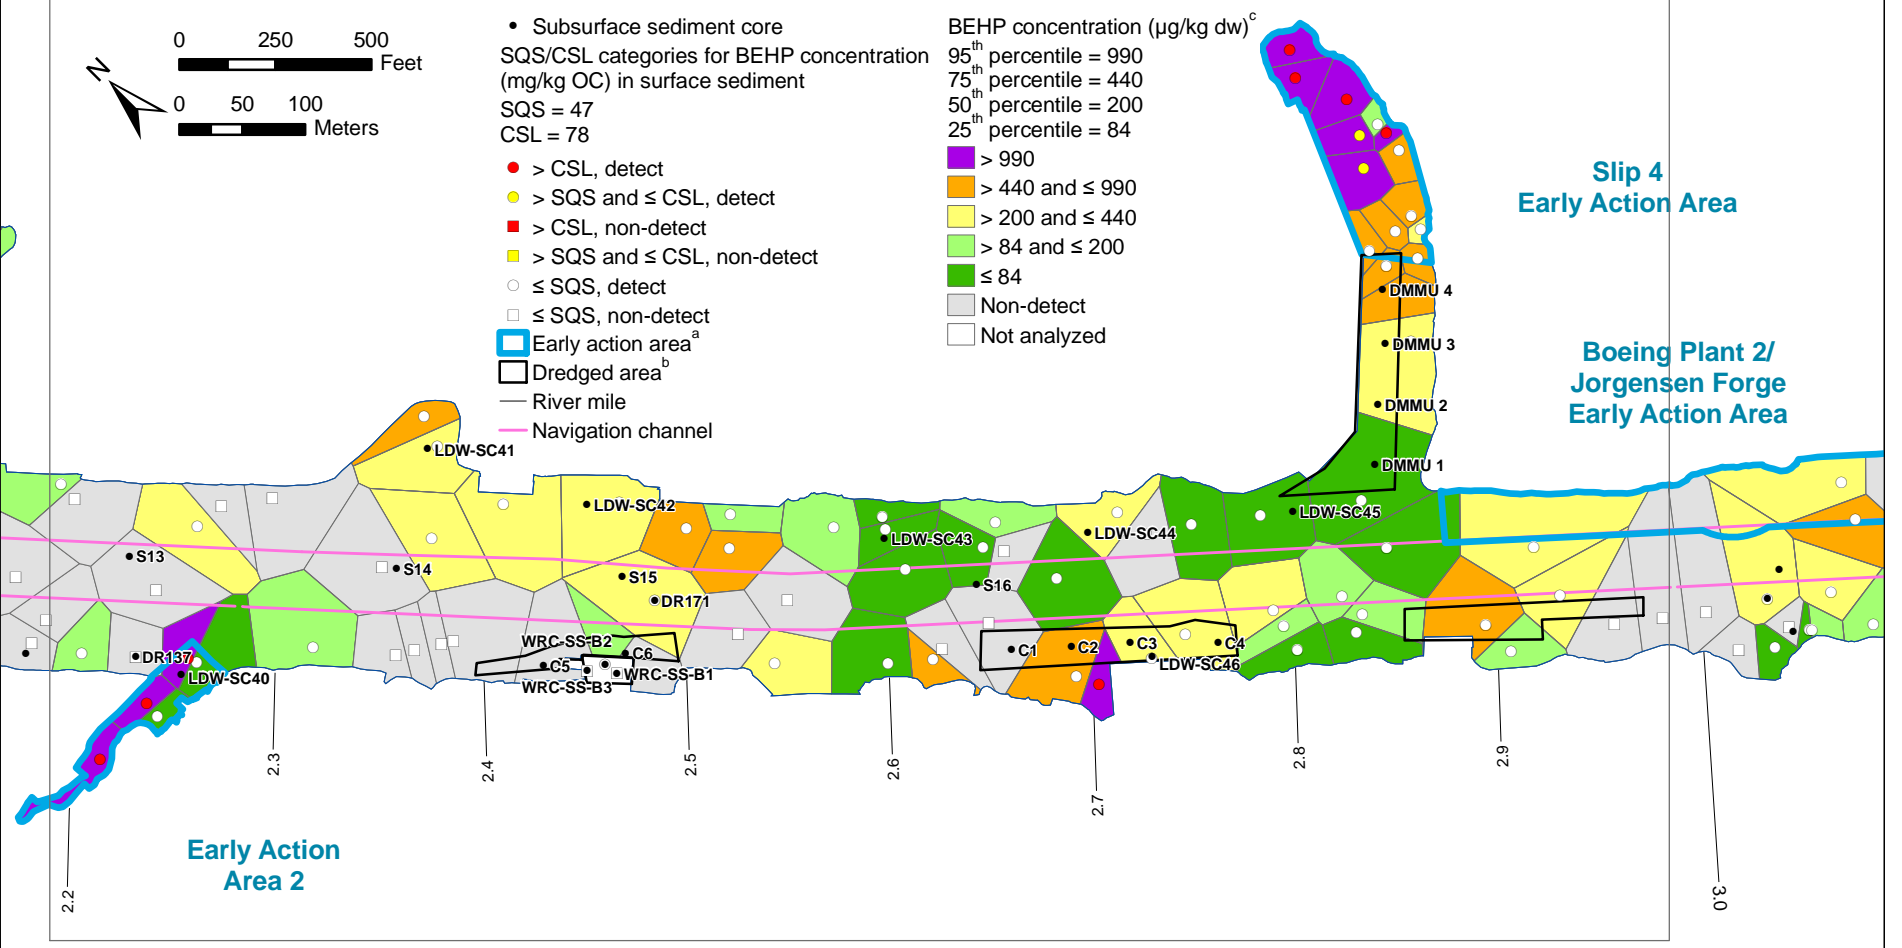 0 250 500
Feet
0 50 100
Meters
N
• Subsurface sediment core
SQS/CSL categories for BEHP concentration
(mg/kg OC) in surface sediment
SQS = 47
CSL = 78
> CSL, detect
> SQS and ≤ CSL, detect
> CSL, non-detect
> SQS and ≤ CSL, non-detect
≤ SQS, detect
≤ SQS, non-detect
Early action area^a
Dredged area^b
River mile
Navigation channel
BEHP concentration (µg/kg dw)^c
95th percentile = 990
75th percentile = 440
50th percentile = 200
25th percentile = 84
> 990
> 440 and ≤ 990
> 200 and ≤ 440
> 84 and ≤ 200
≤ 84
Non-detect
Not analyzed
Slip 4
Early Action Area
Boeing Plant 2/
Jorgensen Forge
Early Action Area
DMMU 4
DMMU 3
DMMU 2
DMMU 1
LDW-SC41
LDW-SC42
LDW-SC43
LDW-SC44
LDW-SC45
S13
S14
S15
DR171
S16
DR137
LDW-SC40
WRC-SS-B2
C5
C6
WRC-SS-B1
WRC-SS-B3
C1
C2
C3
C4
LDW-SC46
2.2
2.3
2.4
2.5
2.6
2.7
2.8
2.9
3.0
Early Action
Area 2